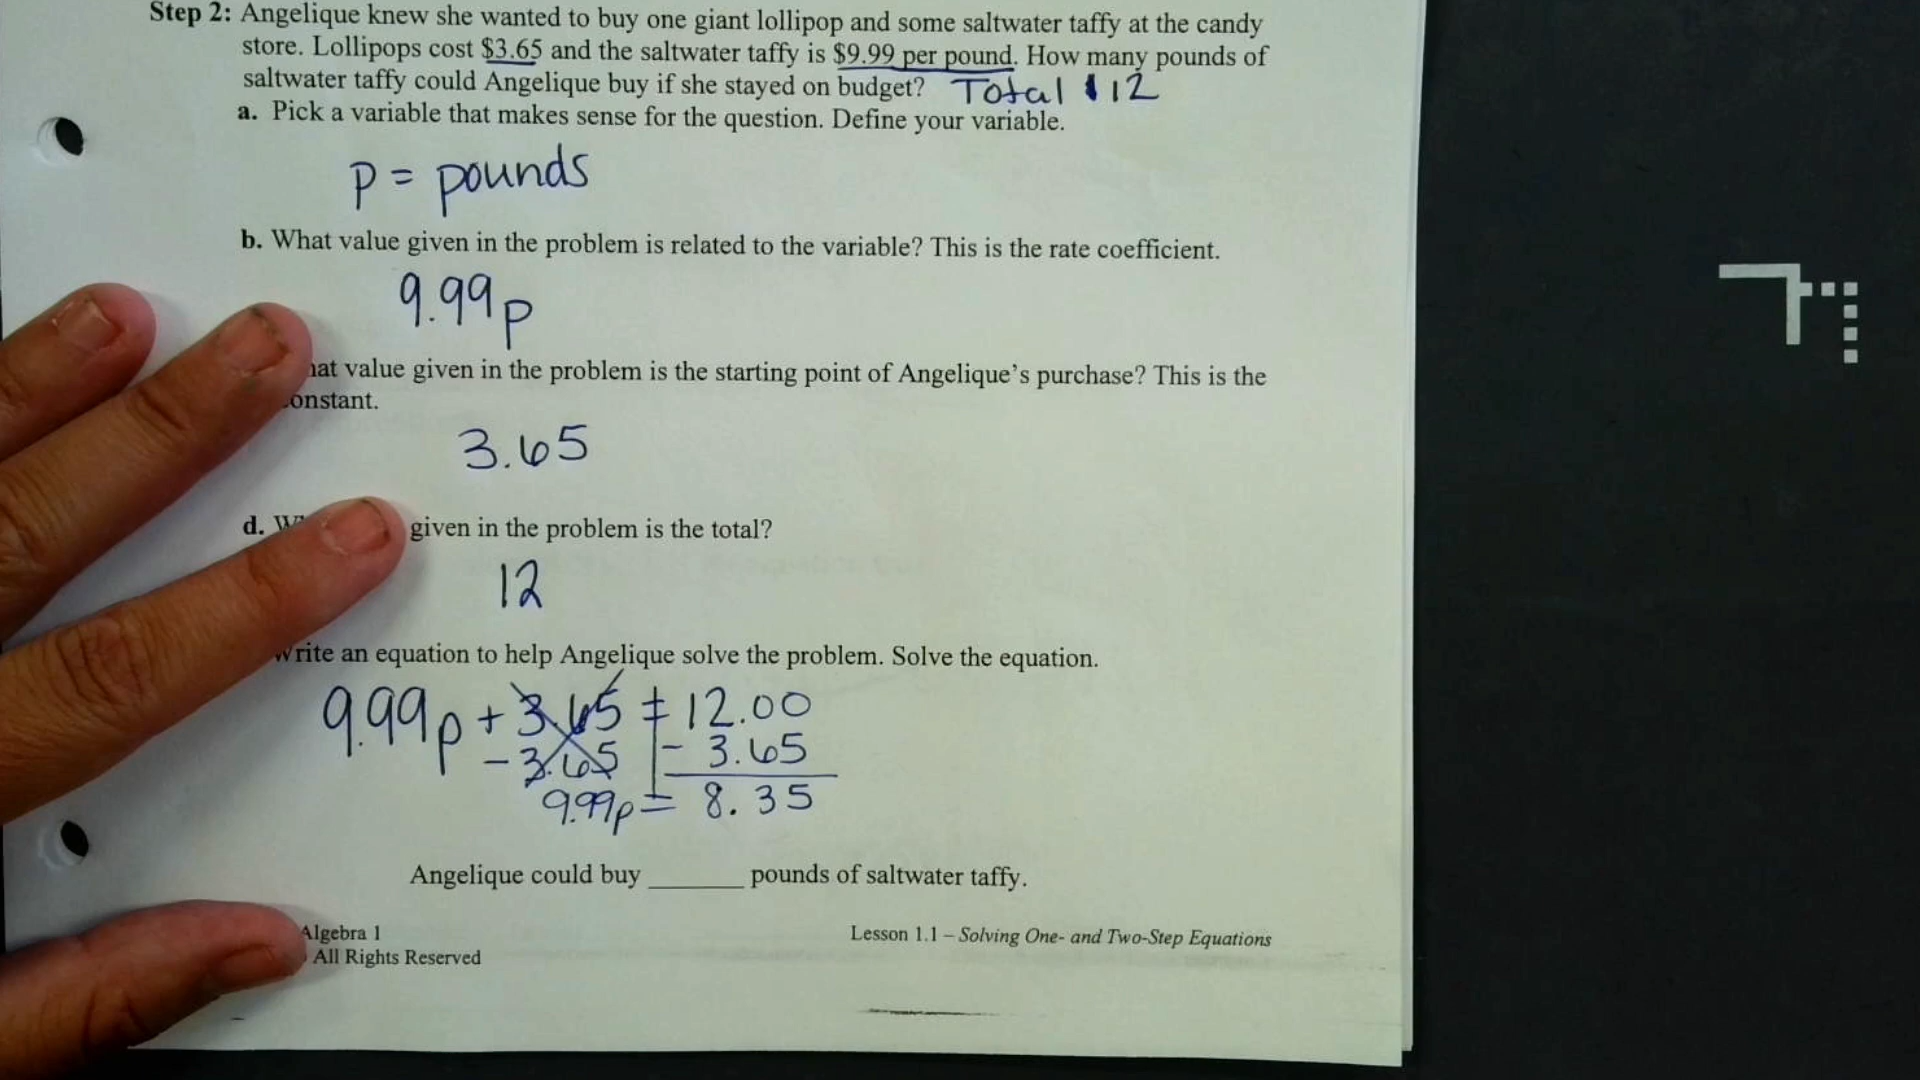 Step 2: Angelique knew she wanted to buy one giant lollipop and some saltwater taffy at the candy
store. Lollipops cost $3.65 and the saltwater taffy is $9.99 per pound. How many pounds of
saltwater taffy could Angelique buy if she stayed on budget? Total $12
a. Pick a variable that makes sense for the question. Define your variable.
p = pounds
b. What value given in the problem is related to the variable? This is the rate coefficient.
9.99p
hat value given in the problem is the starting point of Angelique's purchase? This is the
onstant.
3.65
d. given in the problem is the total?
12
Write an equation to help Angelique solve the problem. Solve the equation.
9.99p + 3.65 = 12.00
- 3.65 - 3.65
9.99p = 8.35
Angelique could buy ______ pounds of saltwater taffy.
Algebra 1 Lesson 1.1 – Solving One- and Two-Step Equations
All Rights Reserved